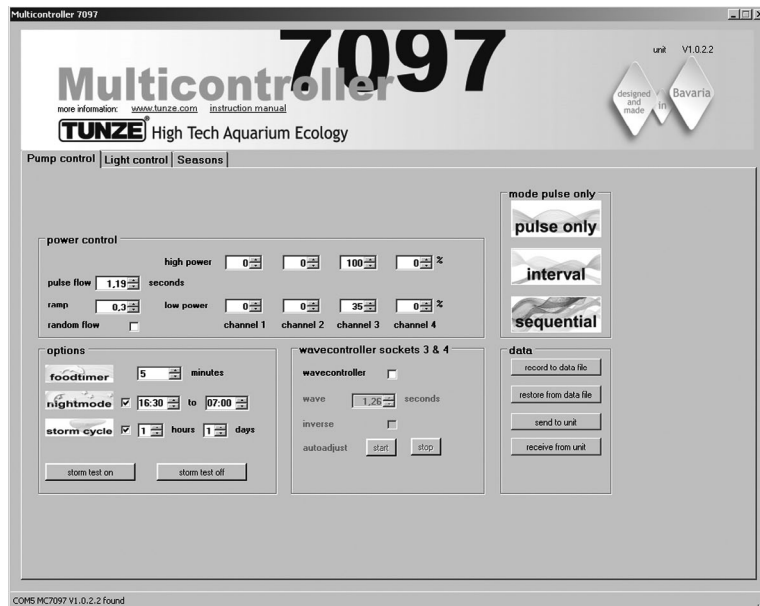 Multicontroller 7097
7097
unit V1.0.2.2
Multicontroller
more information: www.tunze.com instruction manual
designed and made in Bavaria
TUNZE® High Tech Aquarium Ecology
Pump control Light control Seasons
mode pulse only
pulse only
interval
sequential
power control
high power 0 0 100 0 %
pulse flow 1,19 seconds
ramp 0,3 low power 0 0 35 0 %
random flow channel 1 channel 2 channel 3 channel 4
options
foodtimer 5 minutes
nightmode 16:30 to 07:00
storm cycle 1 hours 1 days
storm test on storm test off
wavecontroller sockets 3 & 4
wavecontroller
wave 1,26 seconds
inverse
autoadjust start stop
data
record to data file
restore from data file
send to unit
receive from unit
COM5 MC7097 V1.0.2.2 found